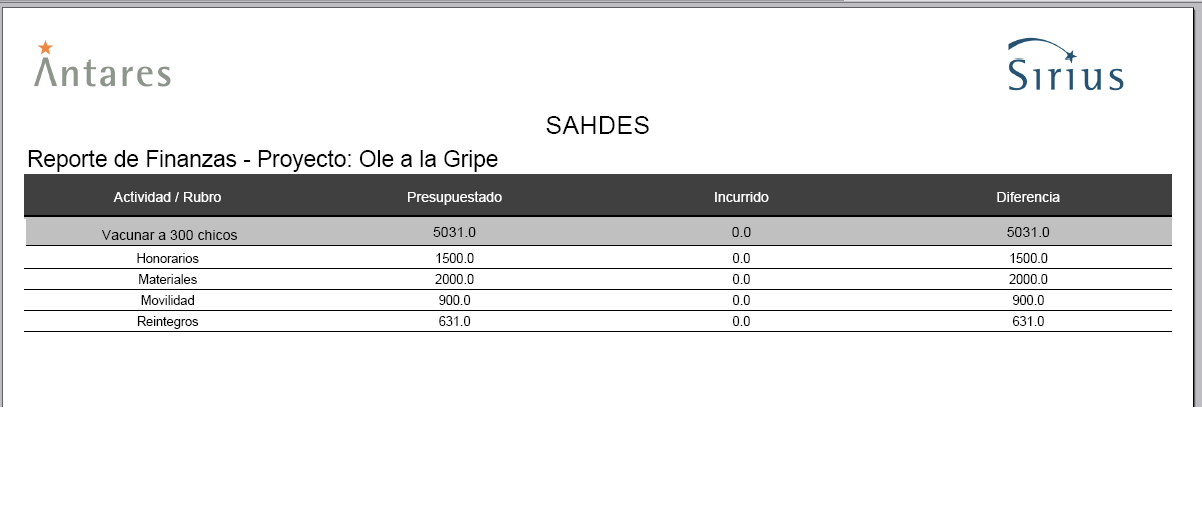 Antares
Sirius
SAHDES
Reporte de Finanzas - Proyecto: Ole a la Gripe
Actividad / Rubro Presupuestado Incurrido Diferencia
Vacunar a 300 chicos 5031.0 0.0 5031.0
Honorarios 1500.0 0.0 1500.0
Materiales 2000.0 0.0 2000.0
Movilidad 900.0 0.0 900.0
Reintegros 631.0 0.0 631.0